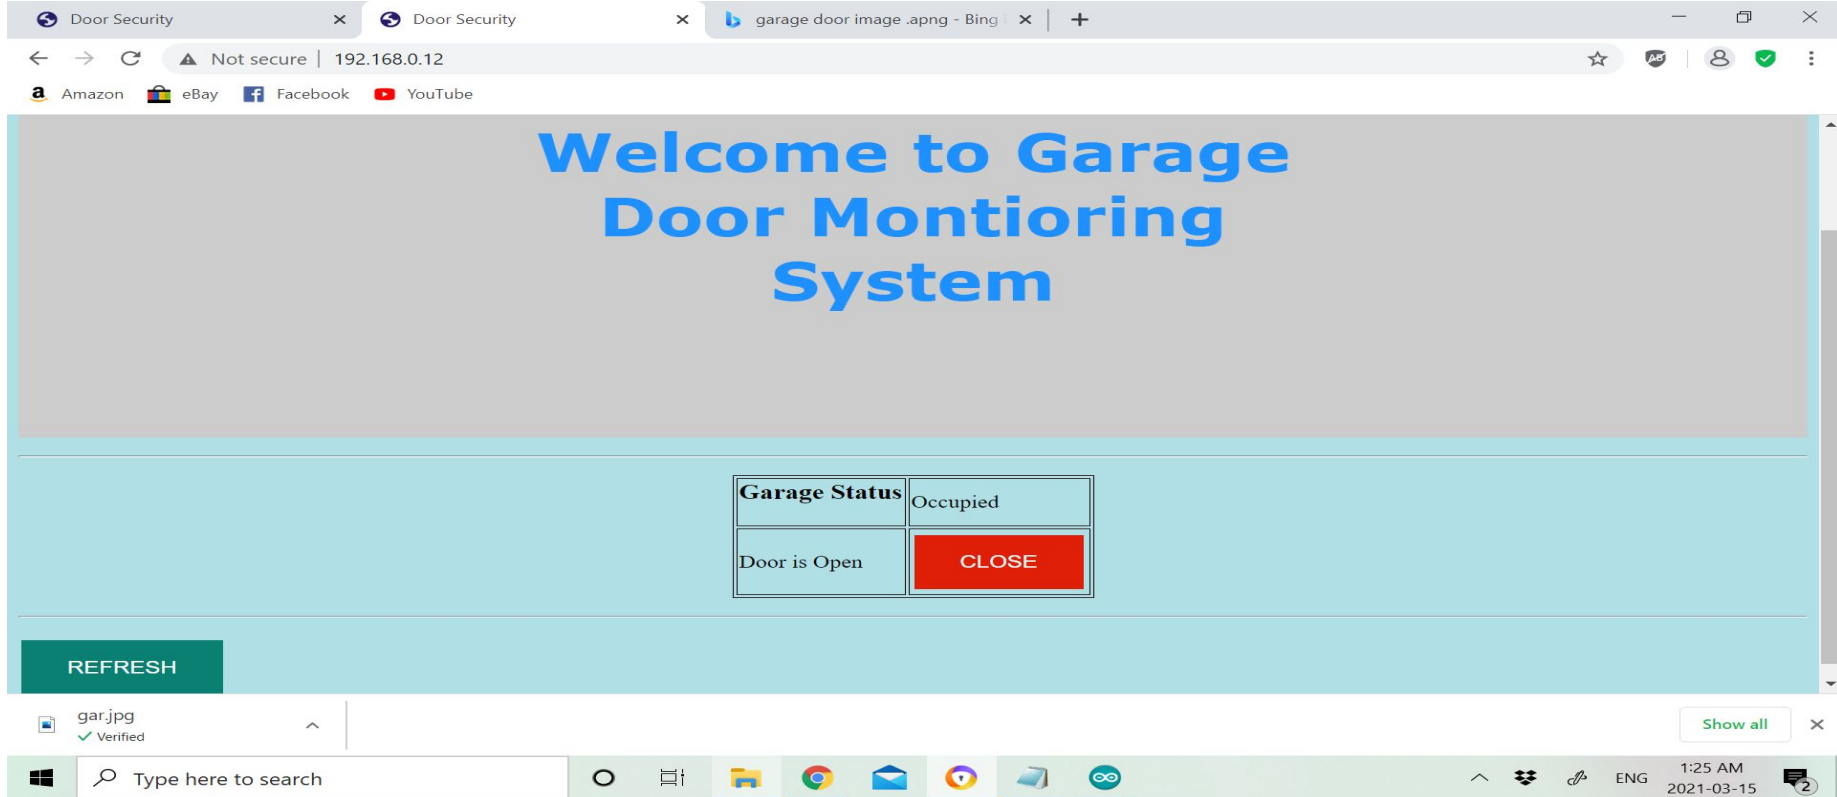 Door Security
Door Security
garage door image .apng - Bing
Not secure
192.168.0.12
Amazon
eBay
Facebook
YouTube
Welcome to Garage
Door Montioring
System
Garage Status
Occupied
Door is Open
CLOSE
REFRESH
gar.jpg
Verified
Show all
Type here to search
ENG
1:25 AM
2021-03-15
2